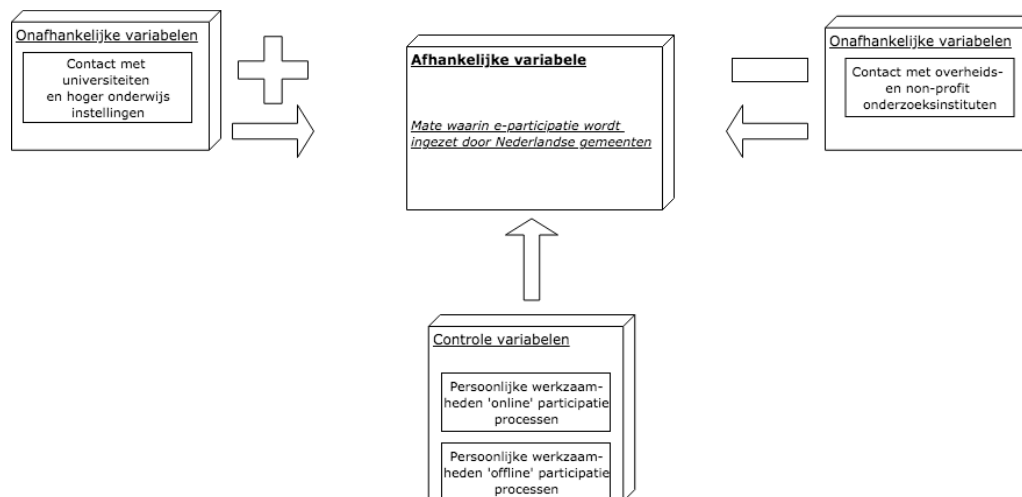 Onafhankelijke variabelen
Contact met
universiteiten
en hoger onderwijs
instellingen
Afhankelijke variabele
Mate waarin e-participatie wordt
ingezet door Nederlandse gemeenten
Onafhankelijke variabelen
Contact met overheids-
en non-profit
onderzoeksinstituten
Controle variabelen
Persoonlijke werkzaam-
heden 'online' participatie
processen
Persoonlijke werkzaam-
heden 'offline' participatie
processen